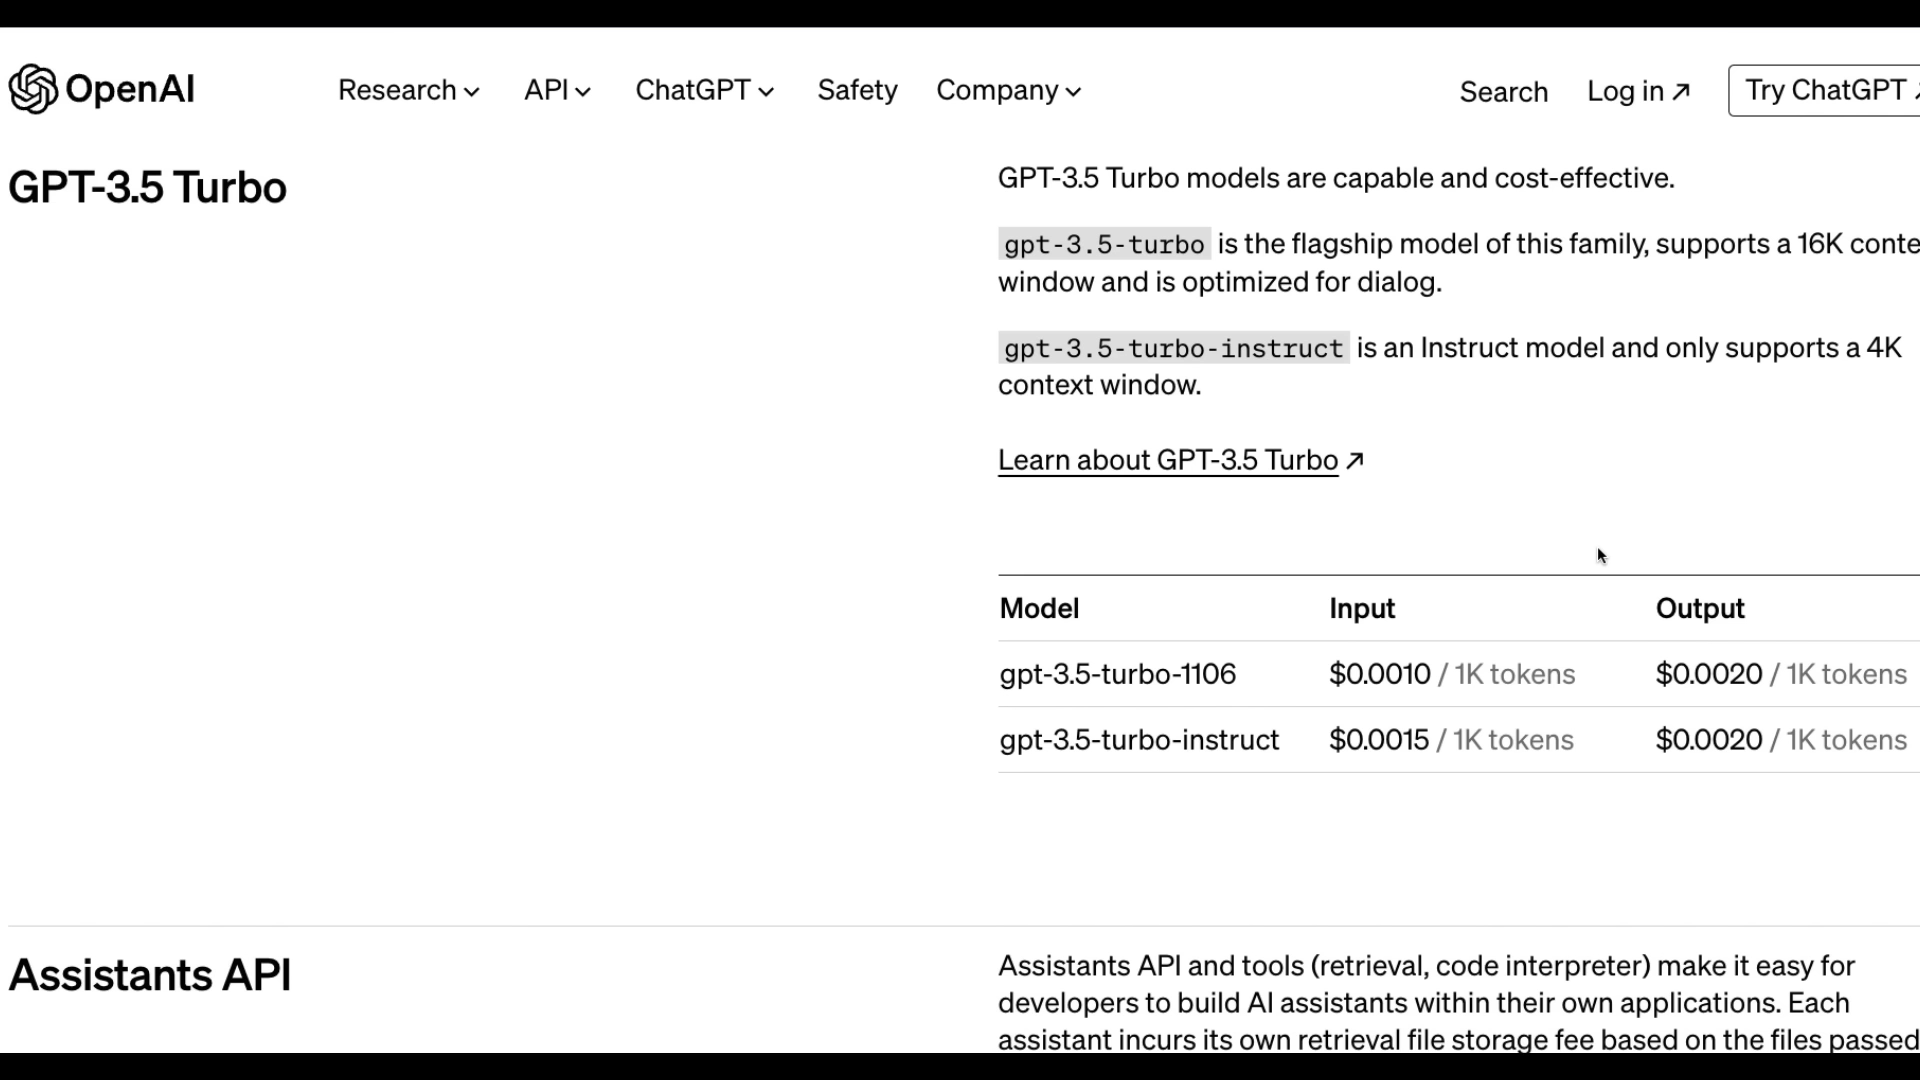 OpenAI
Research API ChatGPT Safety Company Search Log in Try ChatGPT
GPT-3.5 Turbo
GPT-3.5 Turbo models are capable and cost-effective.
gpt-3.5-turbo is the flagship model of this family, supports a 16K conte
window and is optimized for dialog.
gpt-3.5-turbo-instruct is an Instruct model and only supports a 4K
context window.
Learn about GPT-3.5 Turbo
Model Input Output
gpt-3.5-turbo-1106 $0.0010 / 1K tokens $0.0020 / 1K tokens
gpt-3.5-turbo-instruct $0.0015 / 1K tokens $0.0020 / 1K tokens
Assistants API
Assistants API and tools (retrieval, code interpreter) make it easy for
developers to build AI assistants within their own applications. Each
assistant incurs its own retrieval file storage fee based on the files passed